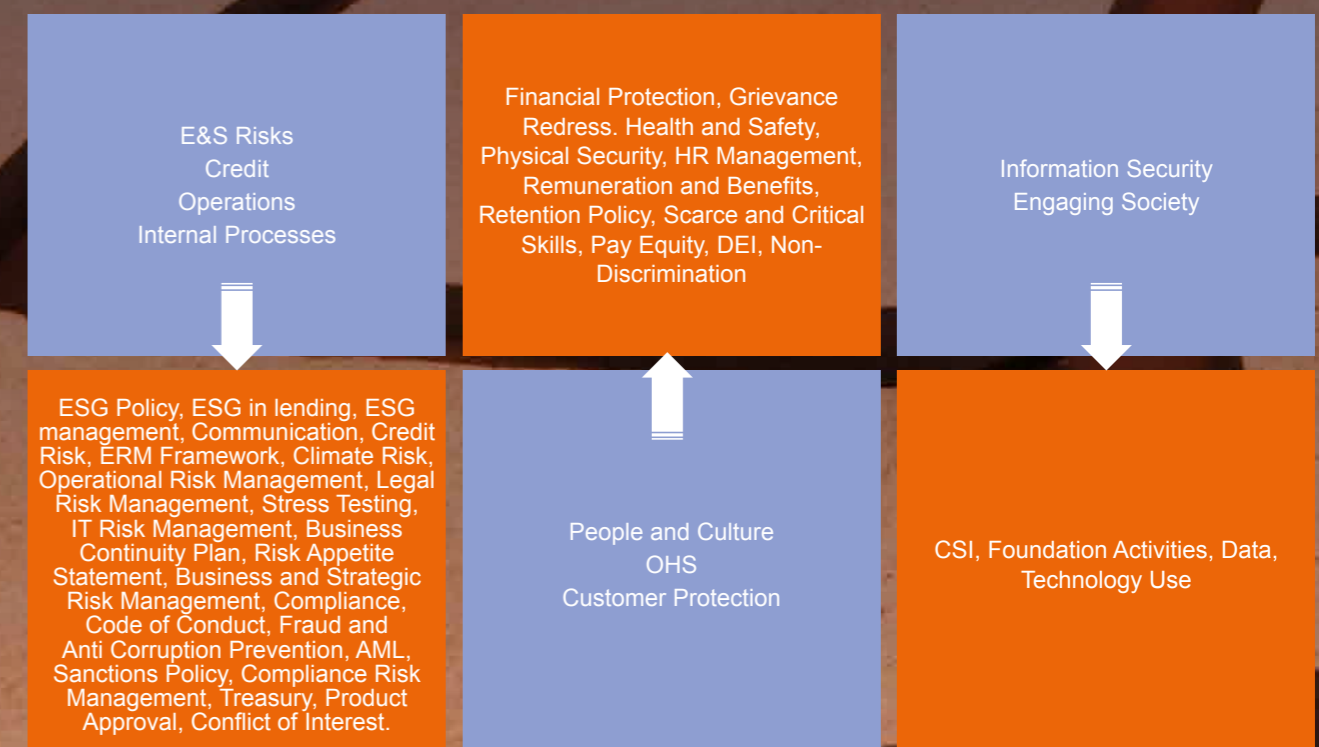 E&S Risks
Credit
Operations
Internal Processes
Financial Protection, Grievance
Redress. Health and Safety,
Physical Security, HR Management,
Remuneration and Benefits,
Retention Policy, Scarce and Critical
Skills, Pay Equity, DEI, Non-
Discrimination
Information Security
Engaging Society
ESG Policy, ESG in lending, ESG
management, Communication, Credit
Risk, ERM Framework, Climate Risk,
Operational Risk Management, Legal
Risk Management, Stress Testing,
IT Risk Management, Business
Continuity Plan, Risk Appetite
Statement, Business and Strategic
Risk Management, Compliance,
Code of Conduct, Fraud and
Anti Corruption Prevention, AML,
Sanctions Policy, Compliance Risk
Management, Treasury, Product
Approval, Conflict of Interest.
People and Culture
OHS
Customer Protection
CSI, Foundation Activities, Data,
Technology Use